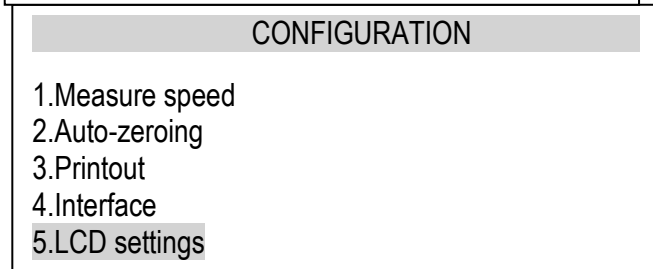 CONFIGURATION
1.Measure speed
2.Auto-zeroing
3.Printout
4.Interface
5.LCD settings